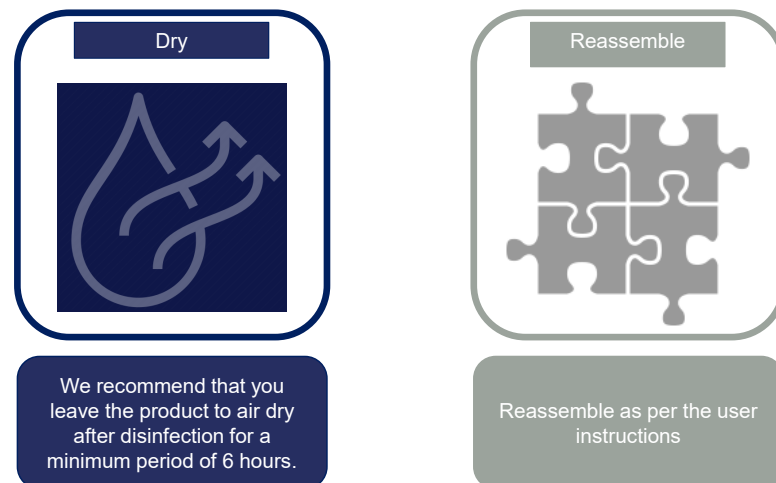 Dry
We recommend that you
leave the product to air dry
after disinfection for a
minimum period of 6 hours.
Reassemble
Reassemble as per the user
instructions